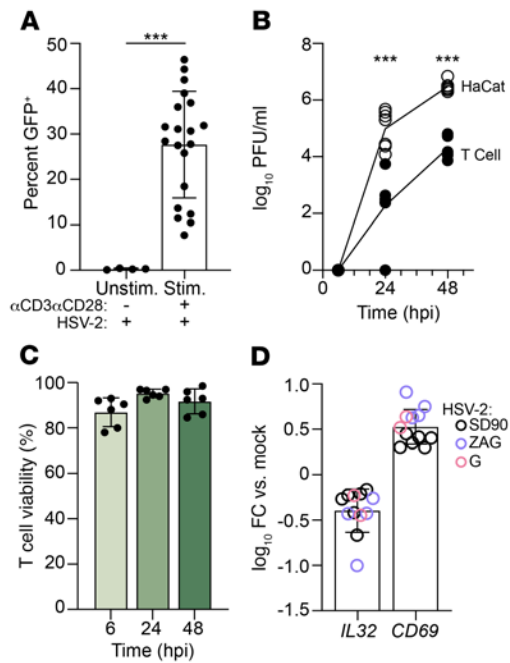 A
***
Percent GFP+
50
40
30
20
10
0
Unstim. Stim.
αCD3αCD28: - +
HSV-2: + +
B
log10 PFU/ml
8
6
4
2
0
*** ***
HaCat
T Cell
0 24 48
Time (hpi)
C
T cell viability (%)
100
80
60
40
20
0
6 24 48
Time (hpi)
D
log10 FC vs. mock
1.0
0.5
0
-0.5
-1.0
-1.5
IL32 CD69
HSV-2:
SD90
ZAG
G